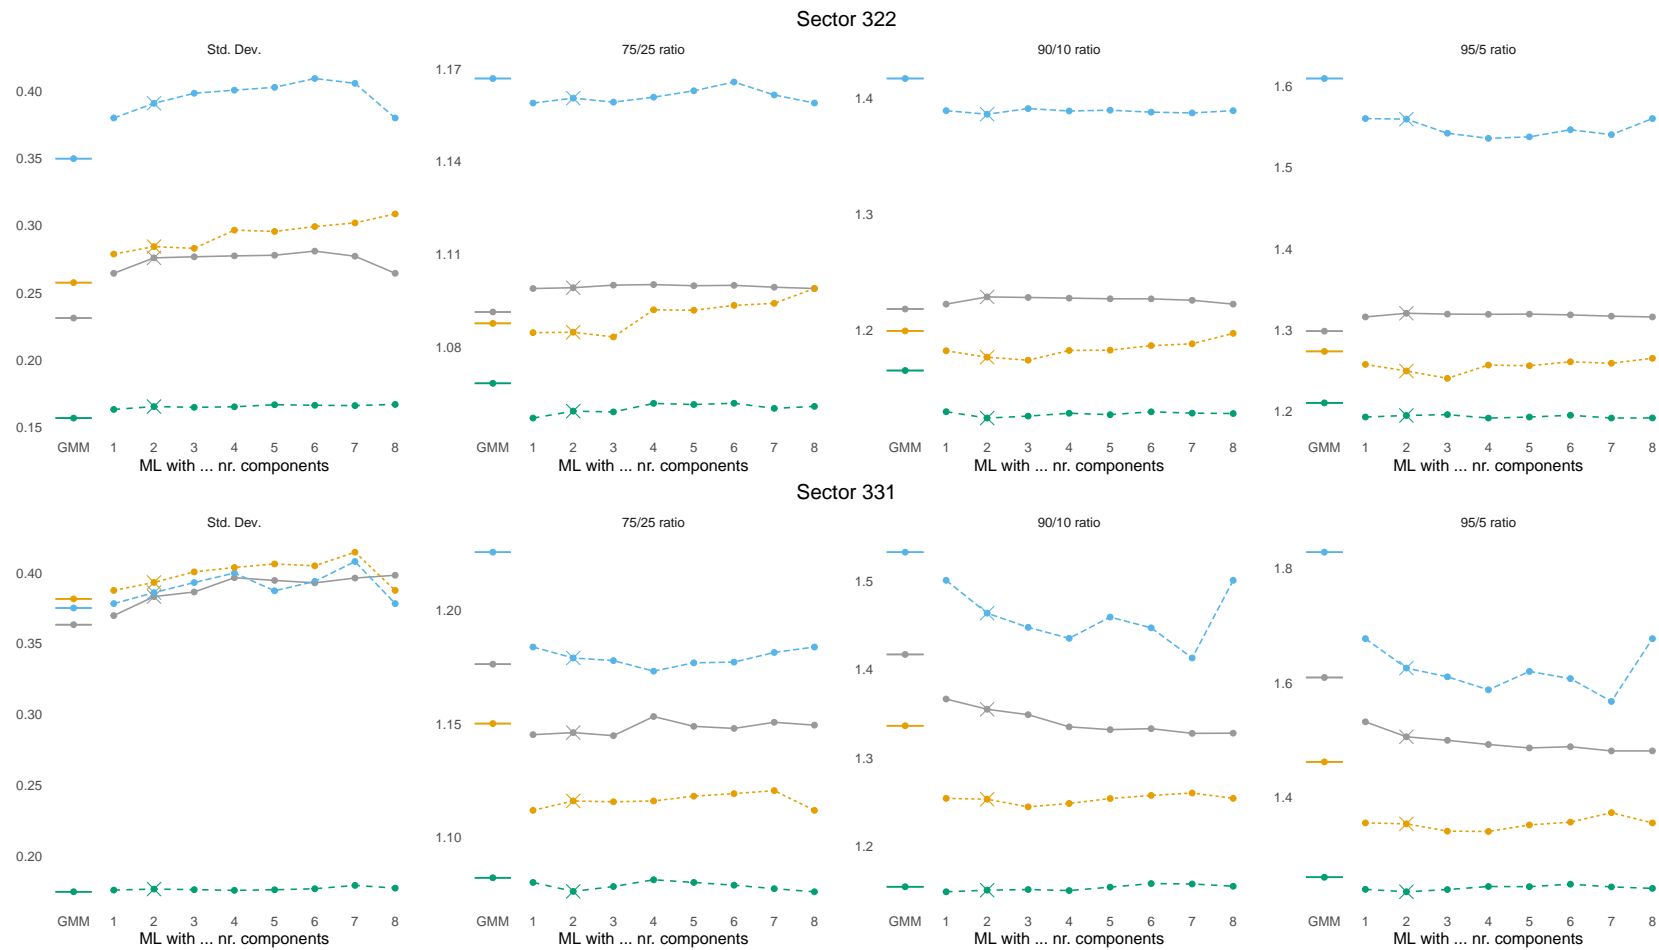 Sector 322
Std. Dev.
75/25 ratio
90/10 ratio
95/5 ratio
0.40
0.35
0.30
0.25
0.20
0.15
1.17
1.14
1.11
1.08
1.4
1.3
1.2
1.6
1.5
1.4
1.3
1.2
GMM 1 2 3 4 5 6 7 8
GMM 1 2 3 4 5 6 7 8
GMM 1 2 3 4 5 6 7 8
GMM 1 2 3 4 5 6 7 8
ML with ... nr. components
ML with ... nr. components
ML with ... nr. components
ML with ... nr. components
Sector 331
Std. Dev.
75/25 ratio
90/10 ratio
95/5 ratio
0.40
0.35
0.30
0.25
0.20
1.20
1.15
1.10
1.5
1.4
1.3
1.2
1.8
1.6
1.4
GMM 1 2 3 4 5 6 7 8
GMM 1 2 3 4 5 6 7 8
GMM 1 2 3 4 5 6 7 8
GMM 1 2 3 4 5 6 7 8
ML with ... nr. components
ML with ... nr. components
ML with ... nr. components
ML with ... nr. components